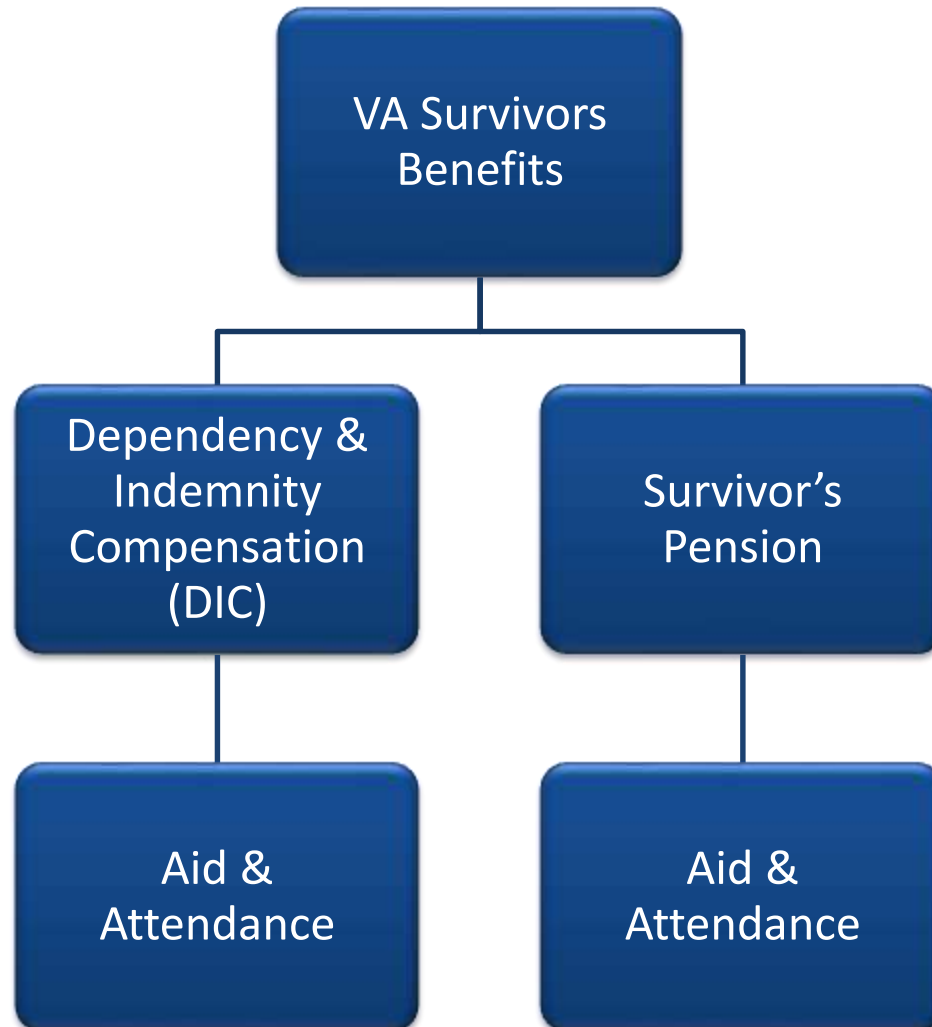 VA Survivors
Benefits
Dependency &
Indemnity
Compensation
(DIC)
Survivor’s
Pension
Aid &
Attendance
Aid &
Attendance